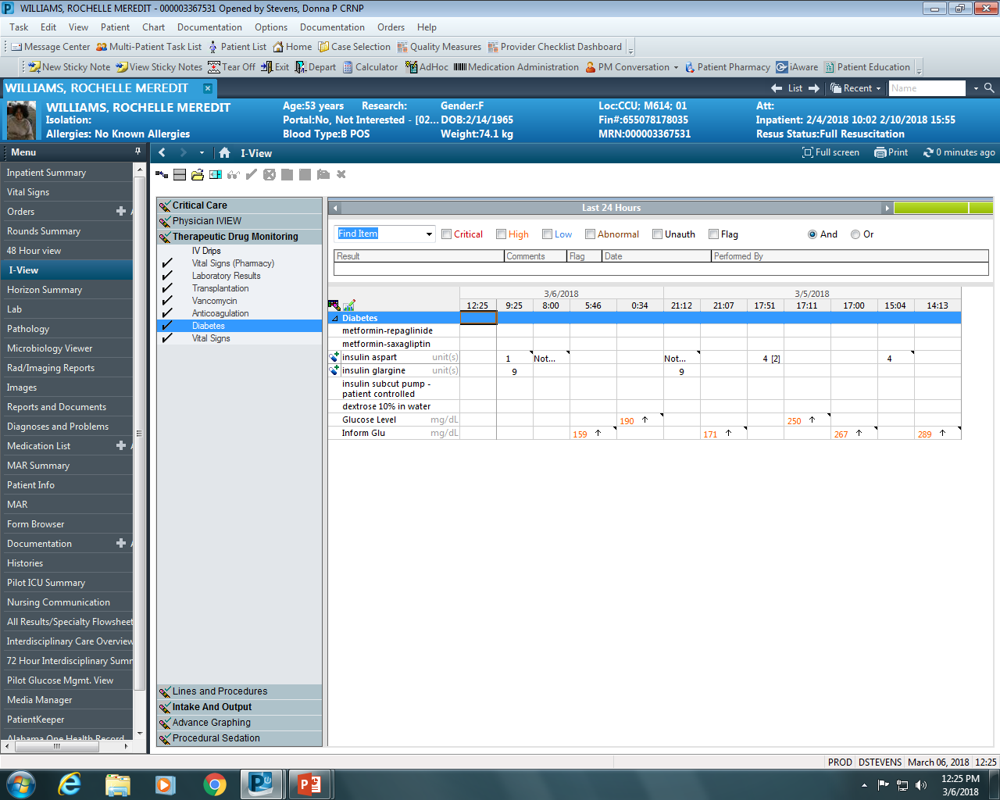 WILLIAMS, ROCHELLE MEREDIT - 000003367531 Opened by Stevens, Donna P CRNP
Task Edit View Patient Chart Documentation Options Documentation Orders Help
Message Center Multi-Patient Task List Patient List Home Case Selection Quality Measures Provider Checklist Dashboard
New Sticky Note View Sticky Notes Tear Off Exit Depart Calculator AdHoc Medication Administration PM Conversation Patient Pharmacy iAware Patient Education
WILLIAMS, ROCHELLE MEREDIT List Recent Name
WILLIAMS, ROCHELLE MEREDIT Age:53 years Research: Gender:F Loc:CCU; M614; 01 Att:
Isolation: Portal:No, Not Interested - [02... DOB:2/14/1965 Fin#:655078178035 Inpatient: 2/4/2018 10:02 2/10/2018 15:55
Allergies: No Known Allergies Blood Type:B POS Weight:74.1 kg MRN:000003367531 Resus Status:Full Resuscitation
Menu
I-View Full screen Print 0 minutes ago
Inpatient Summary
Vital Signs
Orders
Rounds Summary
48 Hour view
I-View
Horizon Summary
Lab
Pathology
Microbiology Viewer
Rad/Imaging Reports
Images
Reports and Documents
Diagnoses and Problems
Medication List
MAR Summary
Patient Info
MAR
Form Browser
Documentation
Histories
Pilot ICU Summary
Nursing Communication
All Results/Specialty Flowsheet
Interdisciplinary Care Overview
72 Hour Interdisciplinary Sum
Pilot Glucose Mgmt. View
Media Manager
PatientKeeper
Alabama One Health Record
Critical Care
Physician IVIEW
Therapeutic Drug Monitoring
IV Drips
Vital Signs (Pharmacy)
Laboratory Results
Transplantation
Vancomycin
Anticoagulation
Diabetes
Vital Signs
Lines and Procedures
Intake And Output
Advance Graphing
Procedural Sedation
Last 24 Hours
Find Item Critical High Low Abnormal Unauth Flag And Or
Result Comments Flag Date Performed By
3/6/2018 3/5/2018
12:25 9:25 8:00 5:46 0:34 21:12 21:07 17:51 17:11 17:00 15:04 14:13
Diabetes
metformin-repaglinide
metformin-saxagliptin
insulin aspart unit(s) 1 Not... Not... 4 [2] 4
insulin glargine unit(s) 9 9
insulin subcut pump -
patient controlled
dextrose 10% in water
Glucose Level mg/dL 190 ↑ 250 ↑
Inform Glu mg/dL 159 ↑ 171 ↑ 267 ↑ 289 ↑
PROD DSTEVENS March 06, 2018 12:25
12:25 PM
3/6/2018